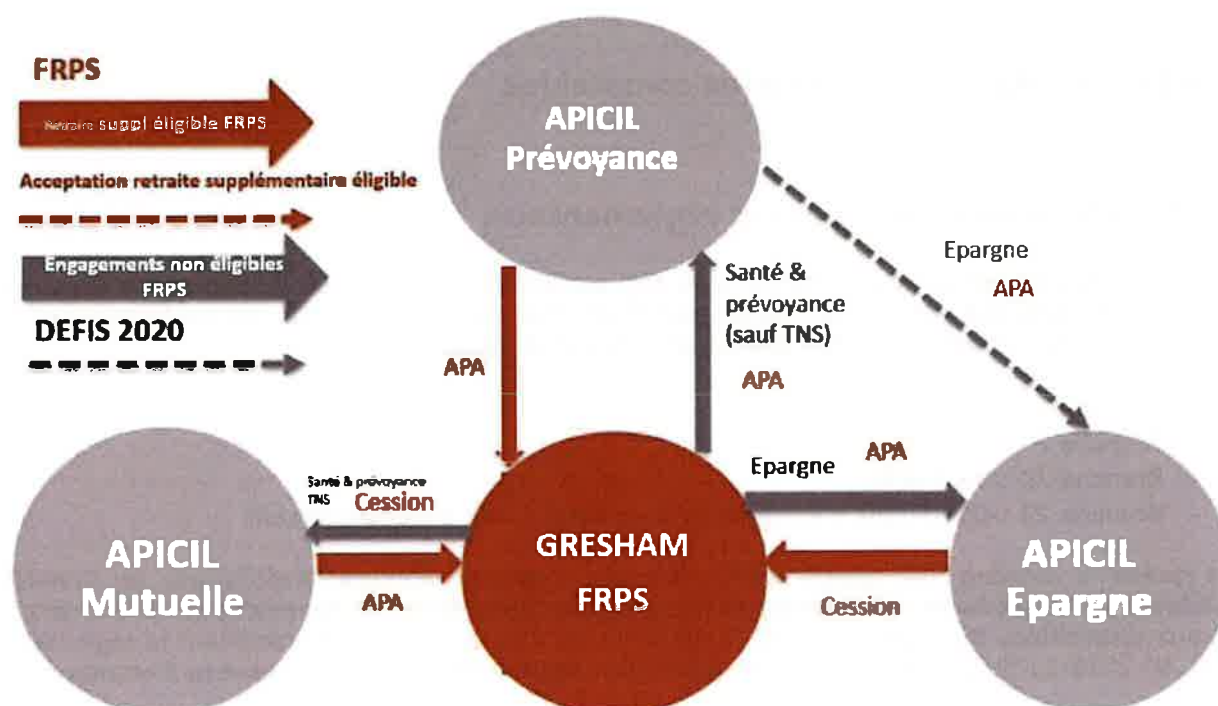 FRPS
Retraite suppl éligible FRPS
Acceptation retraite supplémentaire éligible
Engagements non éligibles
FRPS
DEFIS 2020
APICIL
Prévoyance
Epargne
APA
Santé &
prévoyance
(sauf TNS)
APA
APA
Santé & prévoyance
TNS Cession
APICIL
Mutuelle
APA
GRESHAM
FRPS
Epargne
APA
Cession
APICIL
Epargne